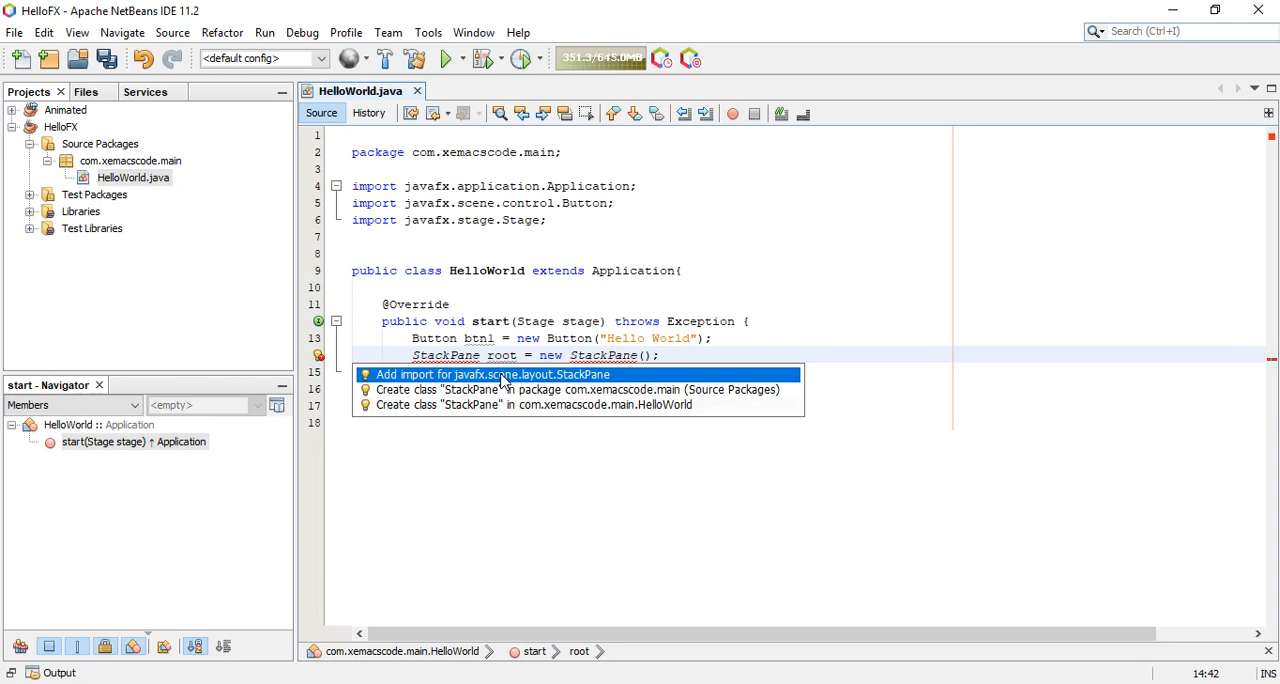 HelloFX - Apache NetBeans IDE 11.2
File Edit View Navigate Source Refactor Run Debug Profile Team Tools Window Help
Search (Ctrl+I)
<default config>
351.3/645.0MB
Projects Files Services
HelloWorld.java
Source History
Animated
HelloFX
Source Packages
com.xemacscode.main
HelloWorld.java
Test Packages
Libraries
Test Libraries
1
2 package com.xemacscode.main;
3
4 import javafx.application.Application;
5 import javafx.scene.control.Button;
6 import javafx.stage.Stage;
7
8
9 public class HelloWorld extends Application{
10
11 @Override
public void start(Stage stage) throws Exception {
13 Button btn1 = new Button("Hello World");
StackPane root = new StackPane();
15
16
17
18
Add import for javafx.scene.layout.StackPane
Create class "StackPane" in package com.xemacscode.main (Source Packages)
Create class "StackPane" in com.xemacscode.main.HelloWorld
start - Navigator
Members
<empty>
HelloWorld :: Application
start(Stage stage) ↑ Application
com.xemacscode.main.HelloWorld start root
Output
14:42 INS